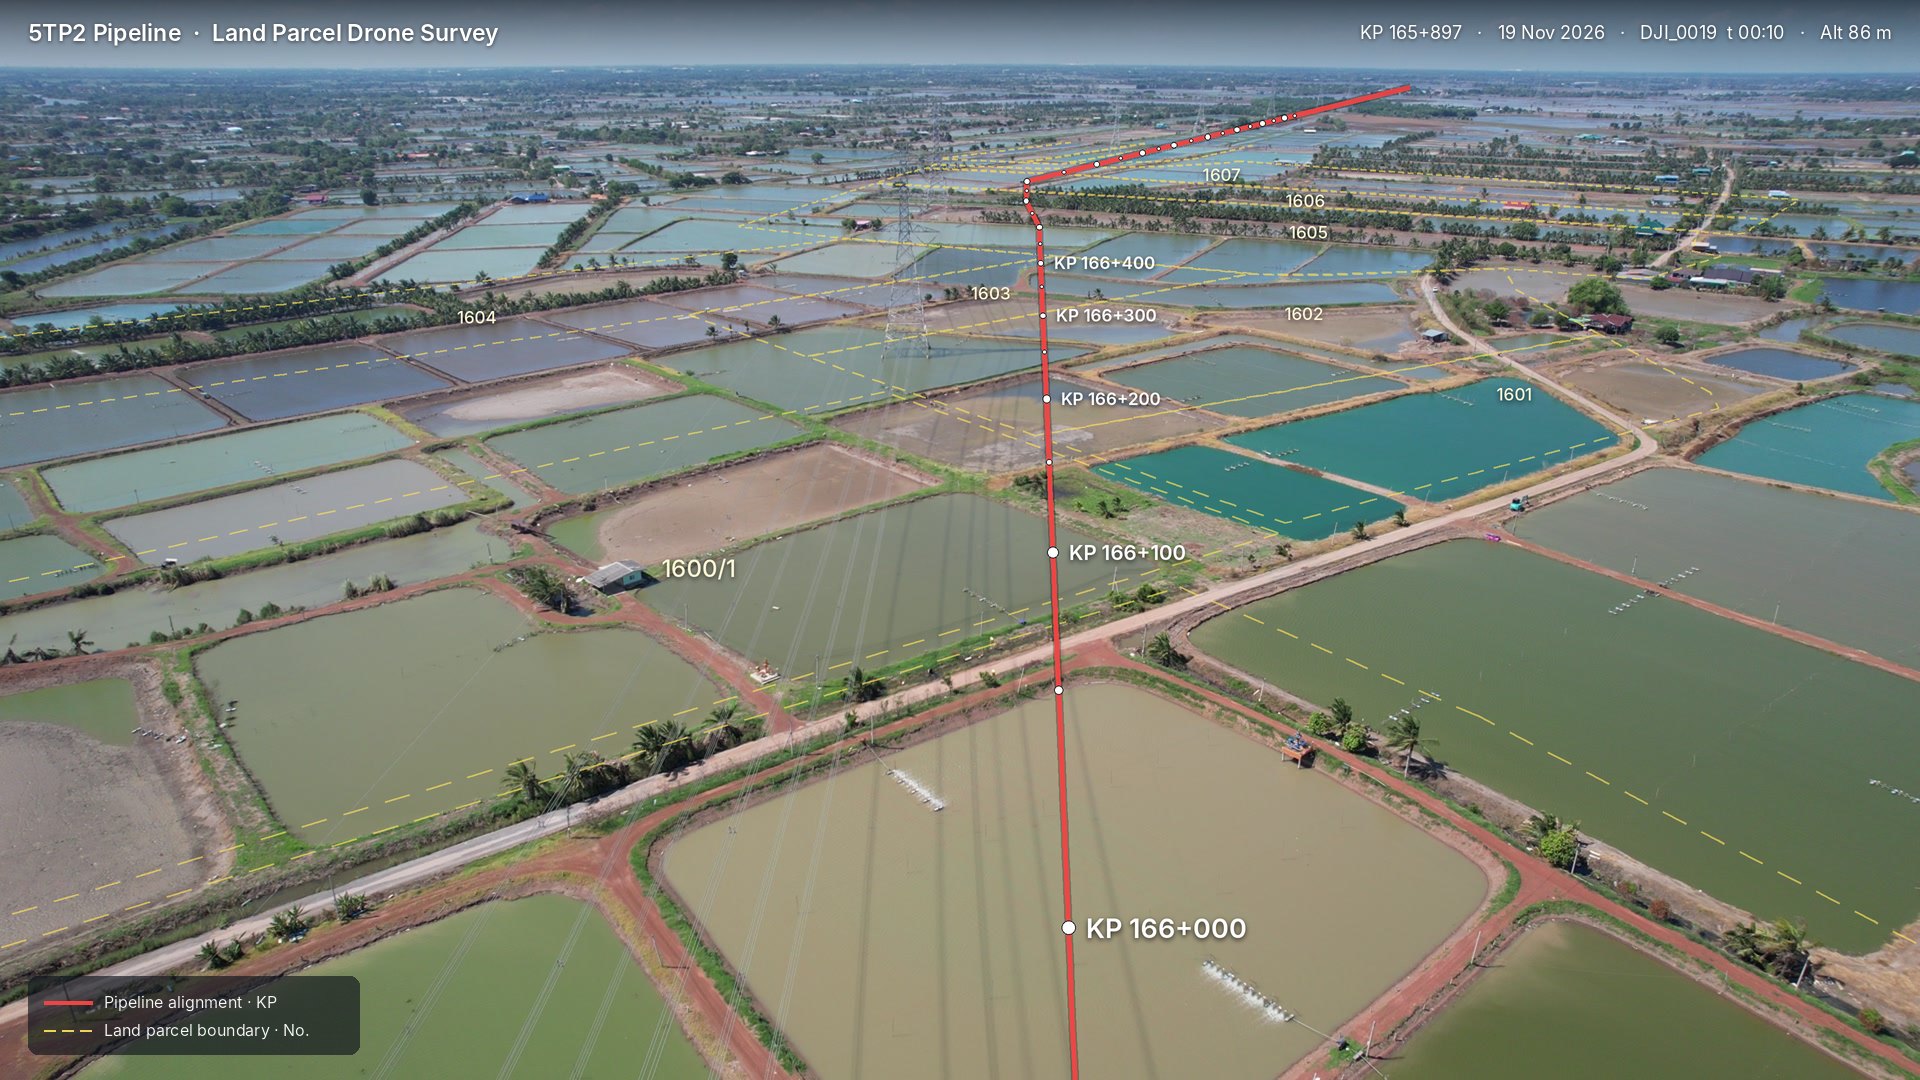 5TP2 Pipeline · Land Parcel Drone Survey
KP 165+897 · 19 Nov 2026 · DJI_0019 t 00:10 · Alt 86 m
1607
1606
1605
KP 166+400
1603
1604
KP 166+300
1602
1601
KP 166+200
KP 166+100
1600/1
KP 166+000
Pipeline alignment · KP
Land parcel boundary · No.